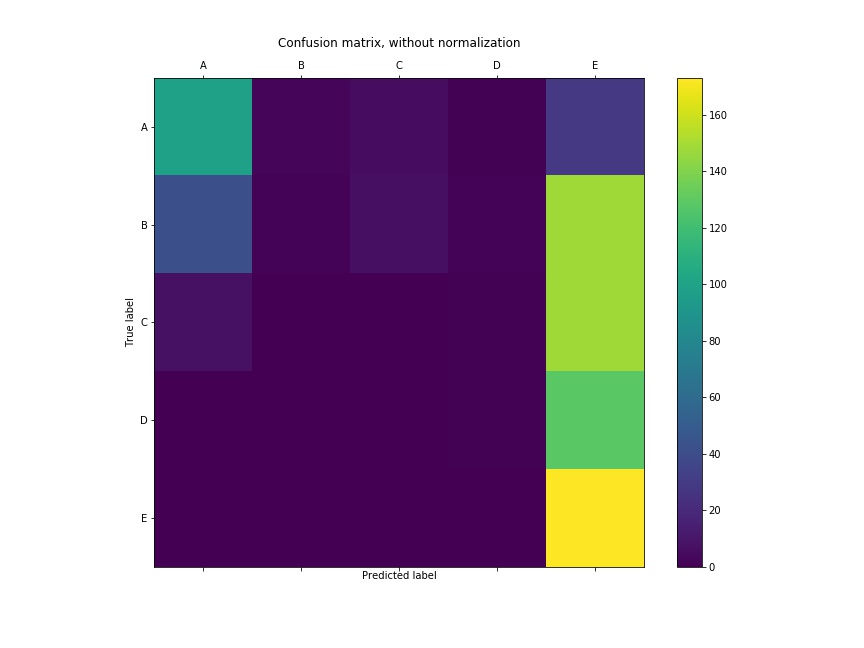 Confusion matrix, without normalization
A B C D E
A
B
C
D
E
True label
Predicted label
160
140
120
100
80
60
40
20
0